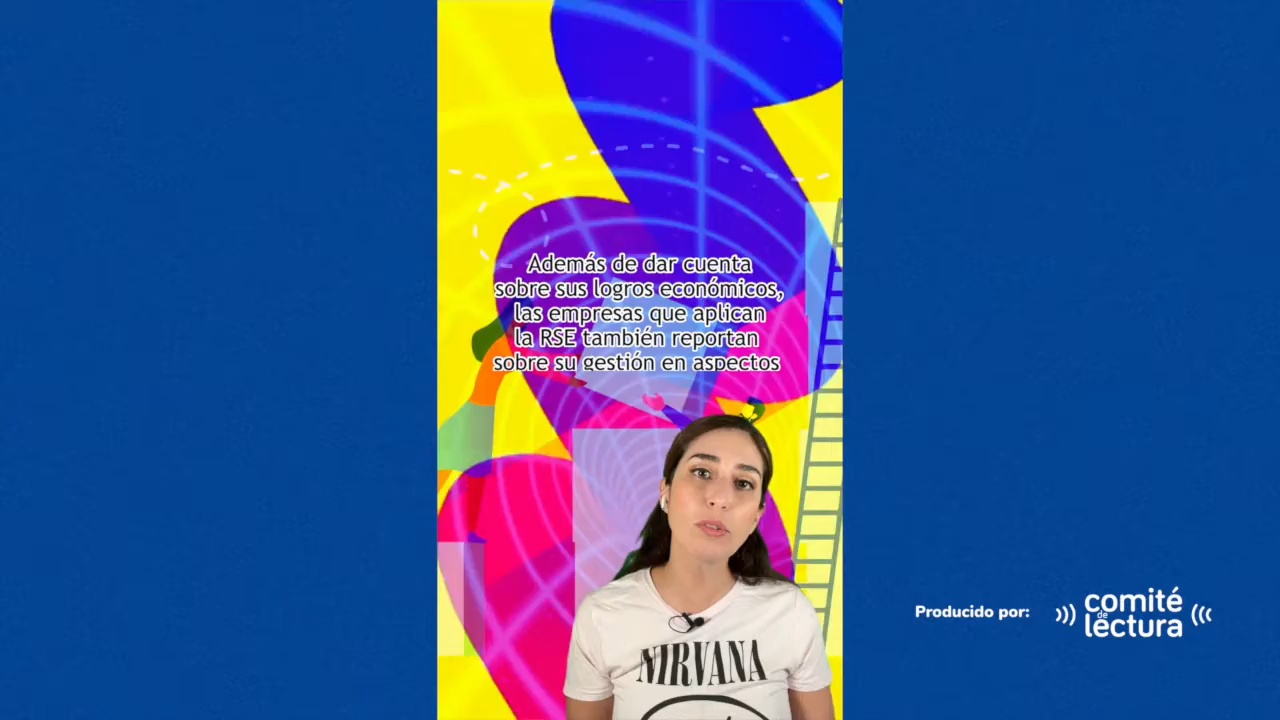 Además de dar cuenta
sobre sus logros económicos,
las empresas que aplican
la RSE también reportan
sobre su gestión en aspectos
NIRVANA
Producido por:
comité
de
lectura